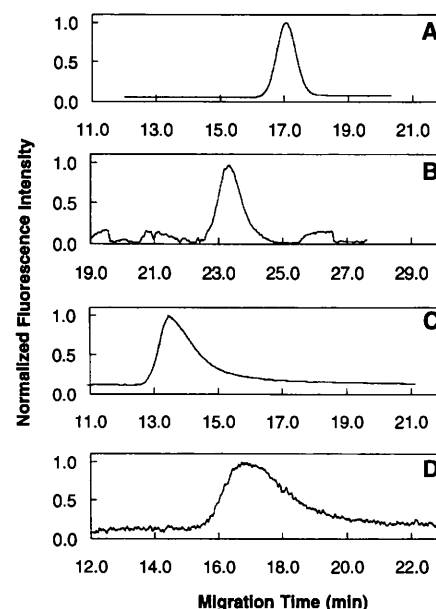 Normalized Fluorescence Intensity
A
1.0
0.5
0.0
11.0 13.0 15.0 17.0 19.0 21.0
B
1.0
0.5
0.0
19.0 21.0 23.0 25.0 27.0 29.0
C
1.0
0.5
0.0
11.0 13.0 15.0 17.0 19.0 21.0
D
1.0
0.5
0.0
12.0 14.0 16.0 18.0 20.0 22.0
Migration Time (min)